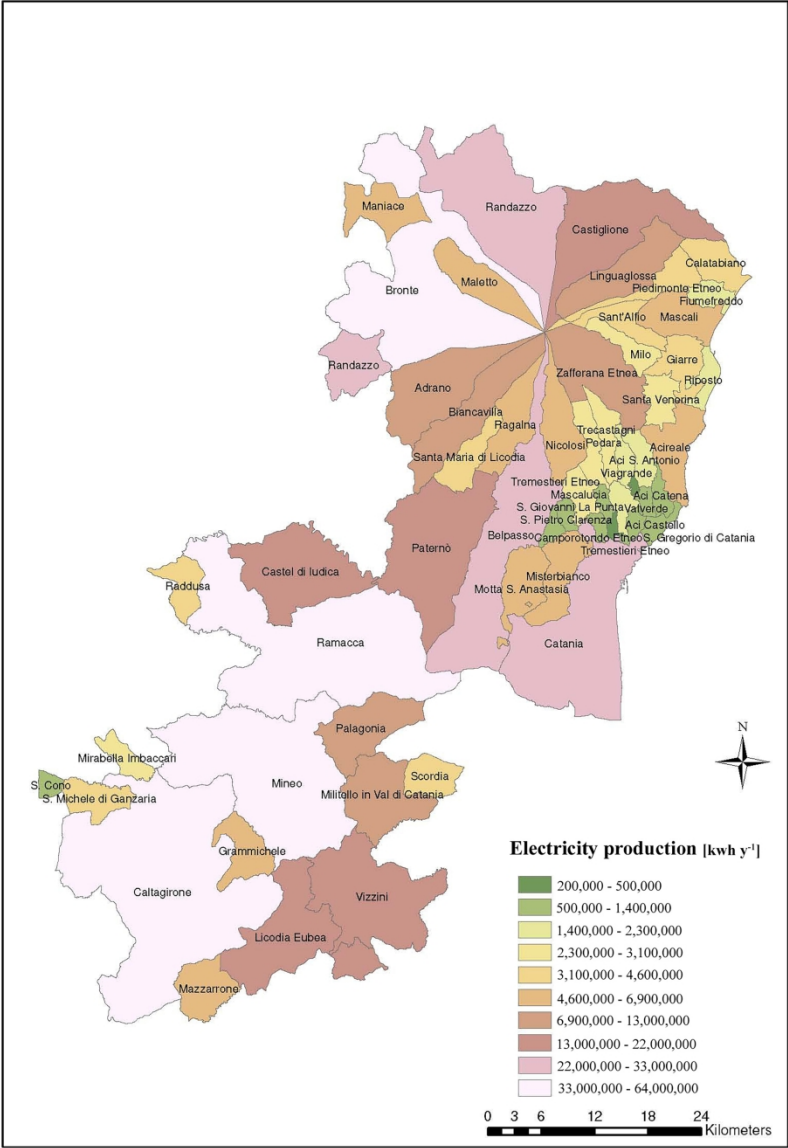 Maniace
Randazzo
Castiglione
Calatabiano
Linguaglossa
Piedimonte Etneo
Fiumefreddo
Maletto
Bronte
Sant'Alfio
Mascali
Milo
Giarre
Randazzo
Zafferana Etnea
Riposto
Adrano
Santa Venerina
Biancavilla
Ragalna
Trecastagni
Nicolosi
Pedara
Acireale
Santa Maria di Licodia
Aci S. Antonio
Viagrande
Tremestieri Etneo
Mascalucia
Aci Catena
S. Giovanni La Punta
Valverde
S. Pietro Clarenza
Aci Castello
Belpasso
Camporotondo Etneo
S. Gregorio di Catania
Paternò
Tremestieri Etneo
Castel di Iudica
Misterbianco
Raddusa
Motta S. Anastasia
Ramacca
Catania
Palagonia
N
Mirabella Imbaccari
Scordia
S. Cono
Mineo
Militello in Val di Catania
S. Michele di Ganzaria
Grammichele
Caltagirone
Vizzini
Licodia Eubea
Mazzarrone
Electricity production [kwh y⁻¹]
200,000 - 500,000
500,000 - 1,400,000
1,400,000 - 2,300,000
2,300,000 - 3,100,000
3,100,000 - 4,600,000
4,600,000 - 6,900,000
6,900,000 - 13,000,000
13,000,000 - 22,000,000
22,000,000 - 33,000,000
33,000,000 - 64,000,000
0 3 6 12 18 24
Kilometers